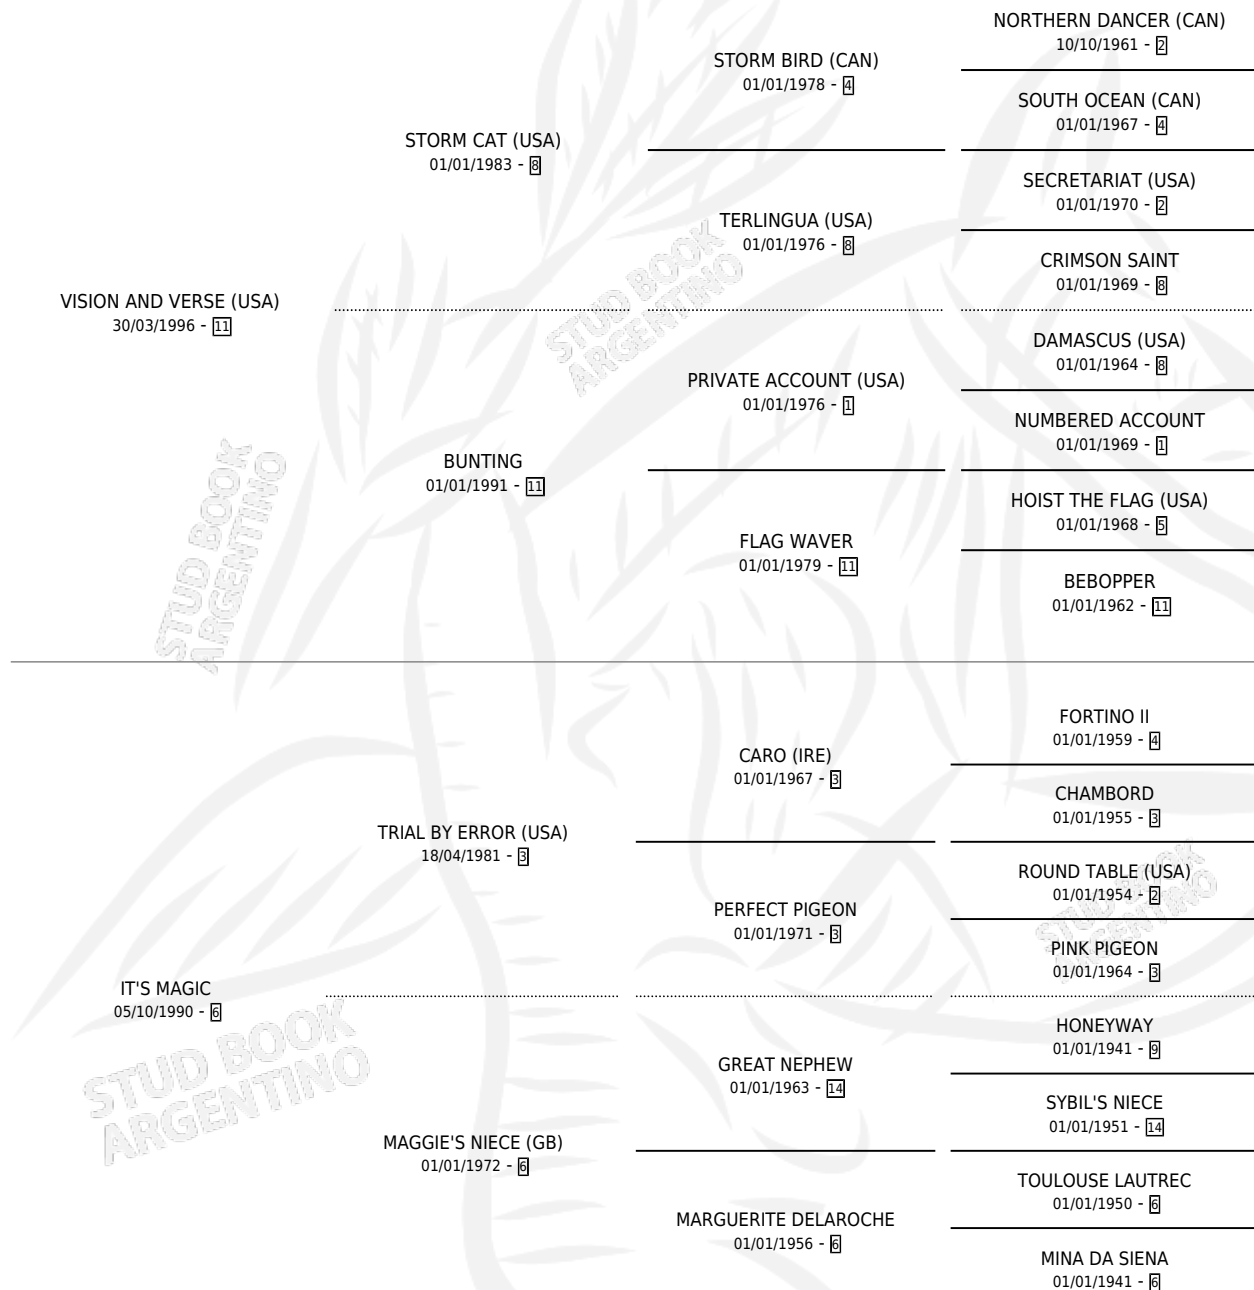 NORTHERN DANCER (CAN)
10/10/1961 - 2
STORM BIRD (CAN)
01/01/1978 - 4
SOUTH OCEAN (CAN)
01/01/1967 - 4
STORM CAT (USA)
01/01/1983 - 8
SECRETARIAT (USA)
01/01/1970 - 2
TERLINGUA (USA)
01/01/1976 - 8
CRIMSON SAINT
01/01/1969 - 8
VISION AND VERSE (USA)
30/03/1996 - 11
DAMASCUS (USA)
01/01/1964 - 8
PRIVATE ACCOUNT (USA)
01/01/1976 - 1
NUMBERED ACCOUNT
01/01/1969 - 1
BUNTING
01/01/1991 - 11
HOIST THE FLAG (USA)
01/01/1968 - 5
FLAG WAVER
01/01/1979 - 11
BEBOPPER
01/01/1962 - 11
FORTINO II
01/01/1959 - 4
CARO (IRE)
01/01/1967 - 3
CHAMBORD
01/01/1955 - 3
TRIAL BY ERROR (USA)
18/04/1981 - 3
ROUND TABLE (USA)
01/01/1954 - 2
PERFECT PIGEON
01/01/1971 - 3
PINK PIGEON
01/01/1964 - 3
IT'S MAGIC
05/10/1990 - 6
HONEYWAY
01/01/1941 - 9
GREAT NEPHEW
01/01/1963 - 14
SYBIL'S NIECE
01/01/1951 - 14
MAGGIE'S NIECE (GB)
01/01/1972 - 6
TOULOUSE LAUTREC
01/01/1950 - 6
MARGUERITE DELAROCHE
01/01/1956 - 6
MINA DA SIENA
01/01/1941 - 6
STUD BOOK
ARGENTINO
STUD BOOK
ARGENTINO
STUD BOOK
ARGENTINO
STUD BOOK
ARGENTINO